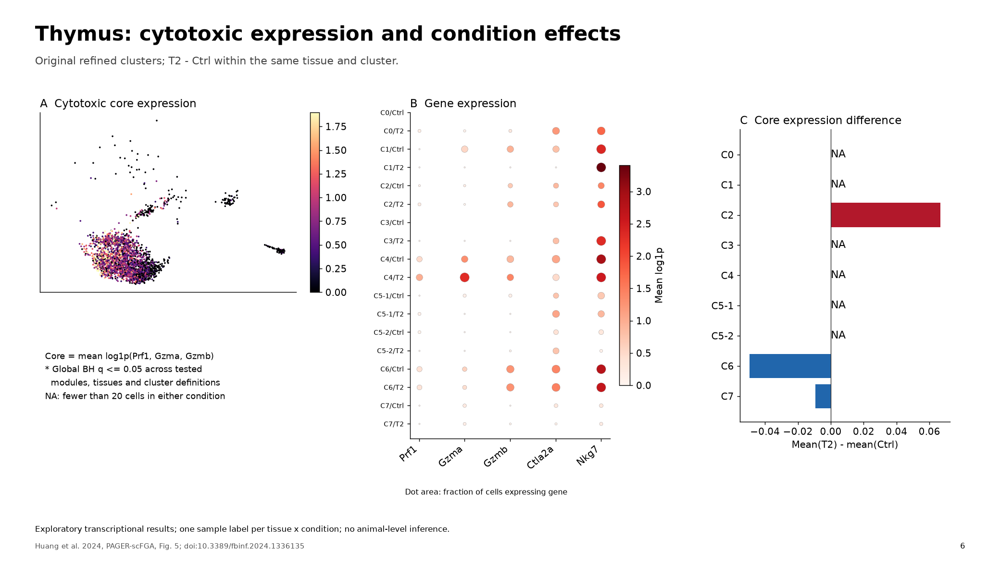 Thymus: cytotoxic expression and condition effects
Original refined clusters; T2 - Ctrl within the same tissue and cluster.
A  Cytotoxic core expression
1.75
1.50
1.25
1.00
0.75
0.50
0.25
0.00
Core = mean log1p(Prf1, Gzma, Gzmb)
* Global BH q <= 0.05 across tested
modules, tissues and cluster definitions
NA: fewer than 20 cells in either condition
B  Gene expression
C0/Ctrl
C0/T2
C1/Ctrl
C1/T2
C2/Ctrl
C2/T2
C3/Ctrl
C3/T2
C4/Ctrl
C4/T2
C5-1/Ctrl
C5-1/T2
C5-2/Ctrl
C5-2/T2
C6/Ctrl
C6/T2
C7/Ctrl
C7/T2
Prf1
Gzma
Gzmb
Ctla2a
Nkg7
3.0
2.5
2.0
1.5
1.0
0.5
0.0
Mean log1p
Dot area: fraction of cells expressing gene
C  Core expression difference
C0 NA
C1 NA
C2
C3 NA
C4 NA
C5-1 NA
C5-2 NA
C6
C7
−0.04 −0.02 0.00 0.02 0.04 0.06
Mean(T2) - mean(Ctrl)
Exploratory transcriptional results; one sample label per tissue x condition; no animal-level inference.
Huang et al. 2024, PAGER-scFGA, Fig. 5; doi:10.3389/fbinf.2024.1336135
6